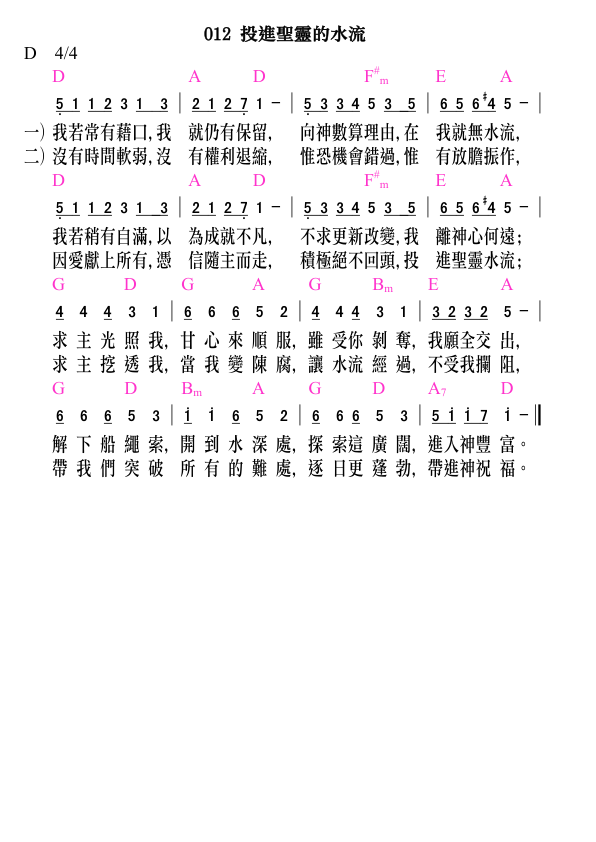 012 投進聖靈的水流
D 4/4
D A D F#m E A
5 1 1 2 3 1 3 | 2 1 2 7 1 - | 5 3 3 4 5 3 5 | 6 5 6 #4 5 - |
一) 我若常有藉口, 我 就仍有保留, 向神數算理由, 在 我就無水流,
二) 沒有時間軟弱, 沒 有權利退縮, 惟恐機會錯過, 惟 有放膽振作,
D A D F#m E A
5 1 1 2 3 1 3 | 2 1 2 7 1 - | 5 3 3 4 5 3 5 | 6 5 6 #4 5 - |
我若稍有自滿, 以 為成就不凡, 不求更新改變, 我 離神心何遠;
因愛獻上所有, 憑 信隨主而走, 積極絕不回頭, 投 進聖靈水流;
G D G A G Bm E A
4 4 4 3 1 | 6 6 6 5 2 | 4 4 4 3 1 | 3 2 3 2 5 - |
求 主 光 照 我, 甘 心 來 順 服, 雖 受 你 剝 奪, 我願全交 出,
求 主 挖 透 我, 當 我 變 陳 腐, 讓 水 流 經 過, 不受我攔 阻,
G D Bm A G D A7 D
6 6 6 5 3 | i i 6 5 2 | 6 6 6 5 3 | 5 i i 7 i - ‖
解 下 船 繩 索, 開 到 水 深 處, 探 索 這 廣 闊, 進入神豐 富。
帶 我 們 突 破 所 有 的 難 處, 逐 日 更 蓬 勃, 帶進神祝 福。